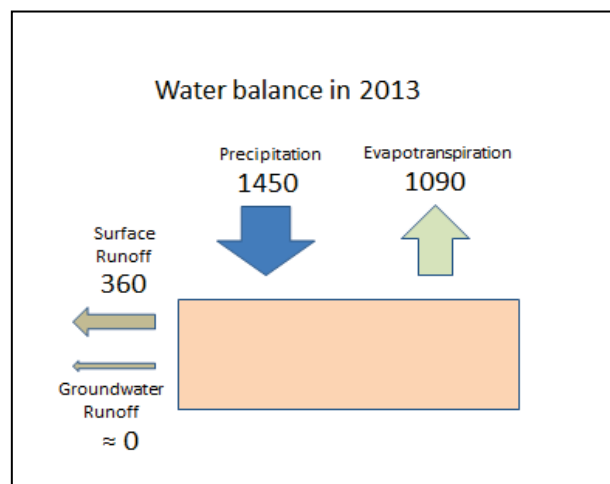 Water balance in 2013
Precipitation
1450
Evapotranspiration
1090
Surface
Runoff
360
Groundwater
Runoff
≈ 0